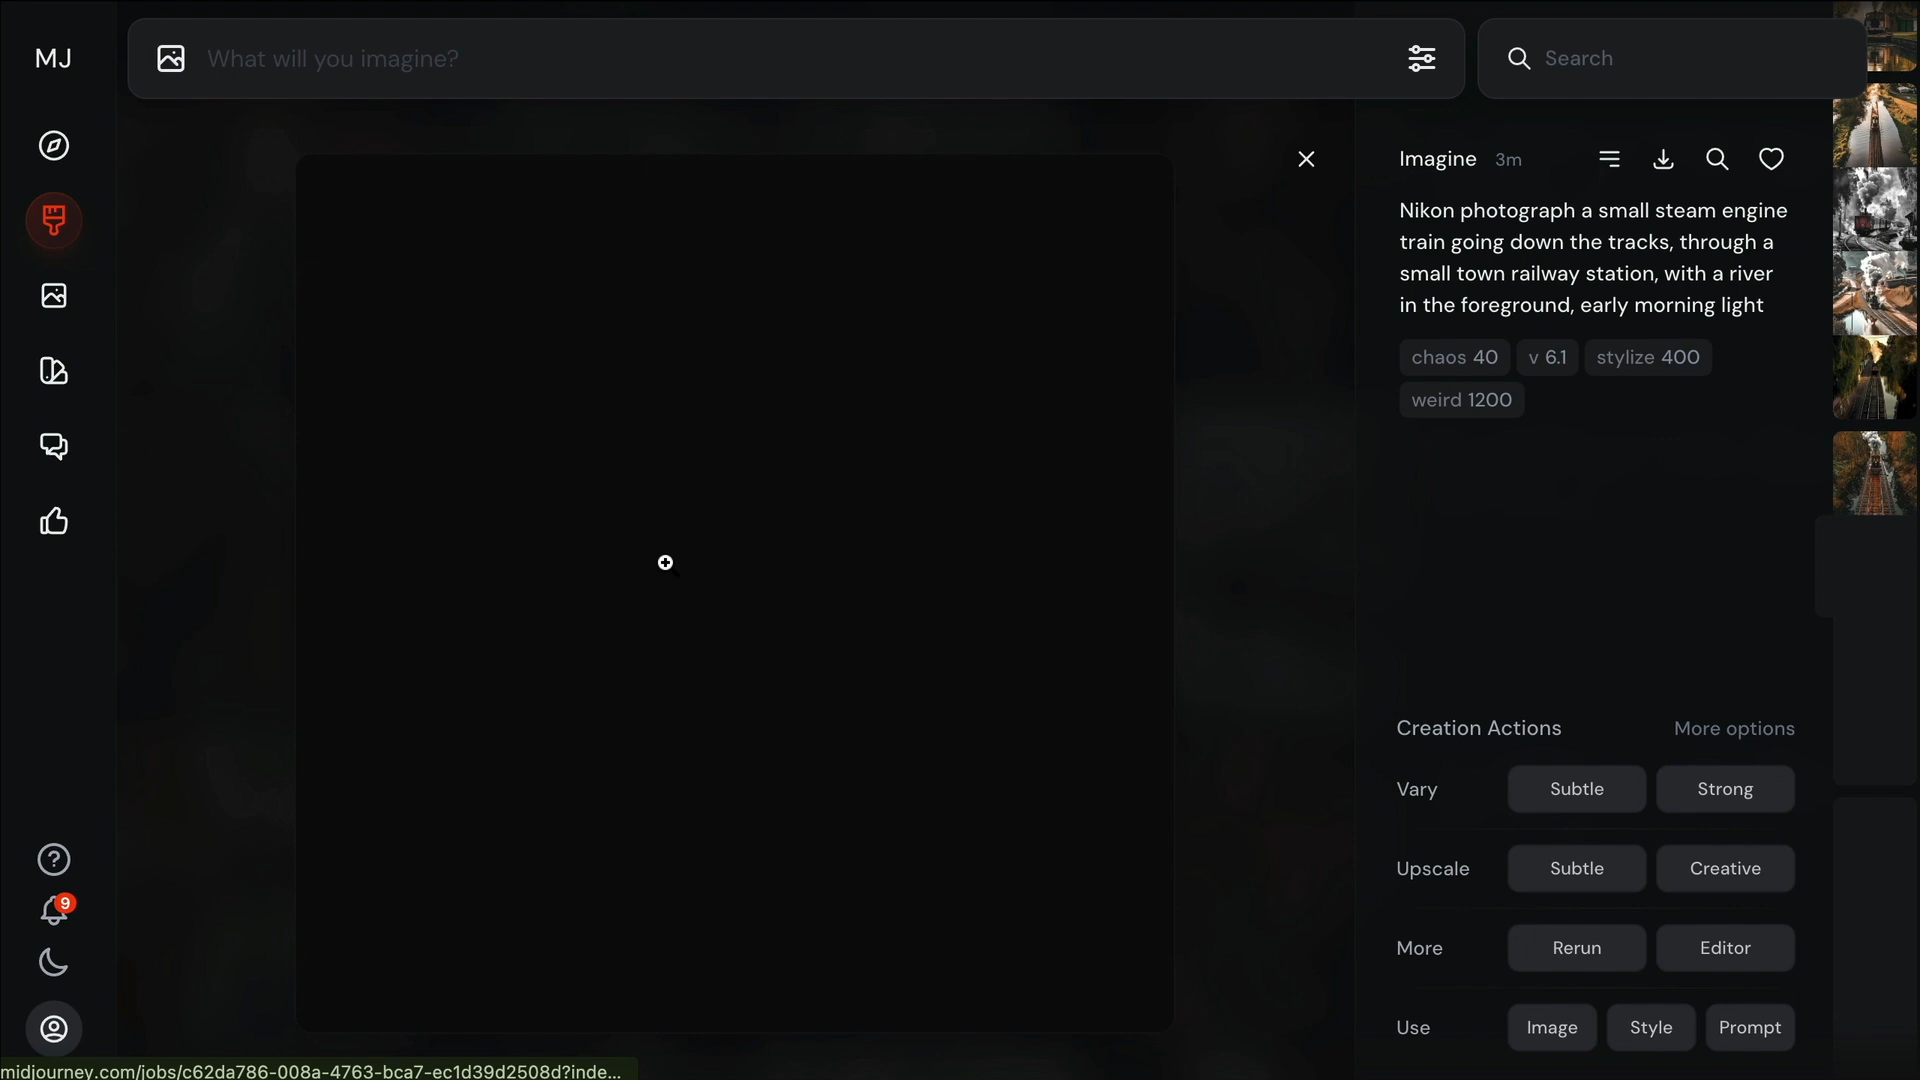 MJ
What will you imagine?
Search
Imagine 3m
Nikon photograph a small steam engine
train going down the tracks, through a
small town railway station, with a river
in the foreground, early morning light
chaos 40 v 6.1 stylize 400
weird 1200
Creation Actions More options
Vary Subtle Strong
Upscale Subtle Creative
9
More Rerun Editor
Use Image Style Prompt
midjourney.com/jobs/c62da786-008a-4763-bca7-ec1d39d2508d?inde...